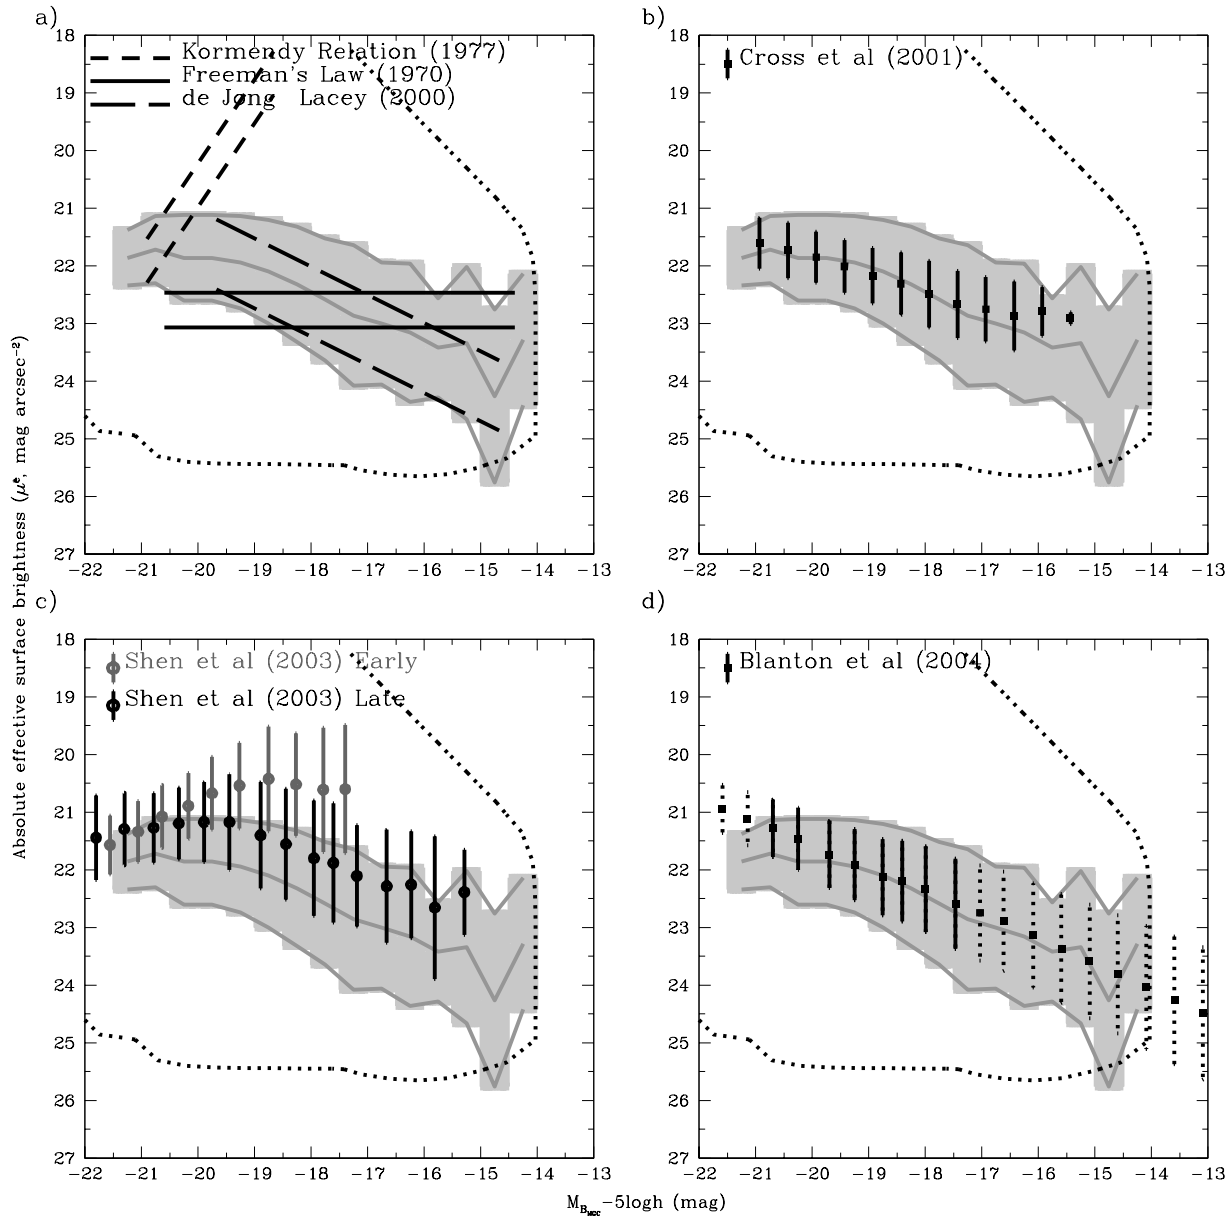 a)
Kormendy Relation (1977)
Freeman's Law (1970)
de Jong Lacey (2000)
18
19
20
21
22
23
24
25
26
27
-22 -21 -20 -19 -18 -17 -16 -15 -14 -13
b)
Cross et al (2001)
18
19
20
21
22
23
24
25
26
27
-22 -21 -20 -19 -18 -17 -16 -15 -14 -13
Absolute effective surface brightness (μᵉ, mag arcsec⁻²)
c)
Shen et al (2003) Early
Shen et al (2003) Late
18
19
20
21
22
23
24
25
26
27
-22 -21 -20 -19 -18 -17 -16 -15 -14 -13
d)
Blanton et al (2004)
18
19
20
21
22
23
24
25
26
27
-22 -21 -20 -19 -18 -17 -16 -15 -14 -13
M_B_MGC -5logh (mag)